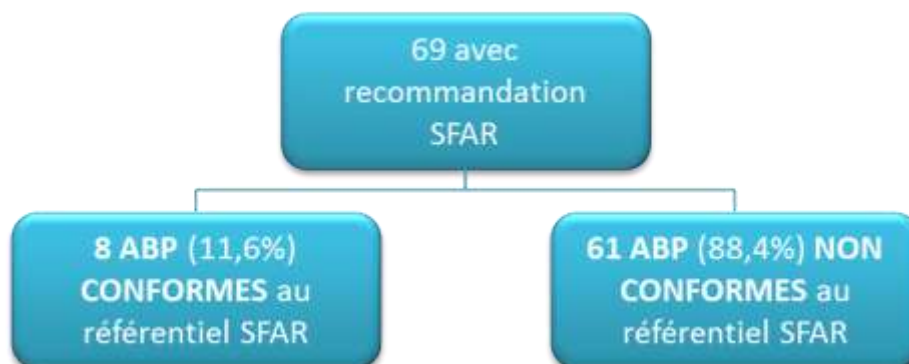 69 avec
recommandation
SFAR
8 ABP (11,6%)
CONFORMES au
référentiel SFAR
61 ABP (88,4%) NON
CONFORMES au
référentiel SFAR